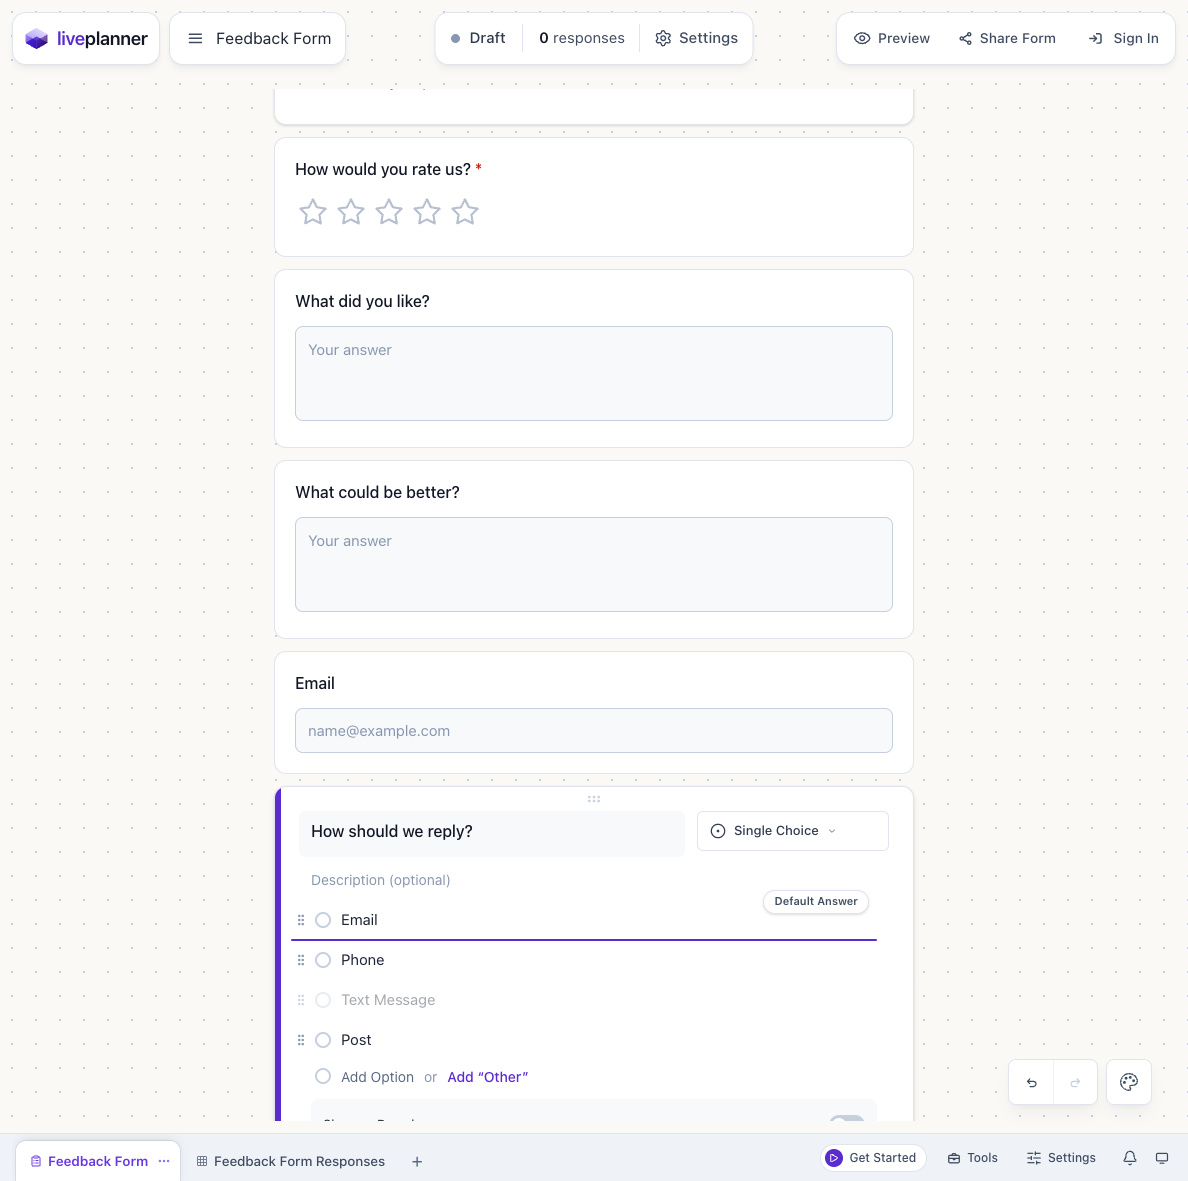 liveplanner
Feedback Form
Draft
0 responses
Settings
Preview
Share Form
Sign In
How would you rate us? *
What did you like?
Your answer
What could be better?
Your answer
Email
name@example.com
How should we reply?
Single Choice
Description (optional)
Default Answer
Email
Phone
Text Message
Post
Add Option or Add “Other”
Feedback Form
Feedback Form Responses
Get Started
Tools
Settings